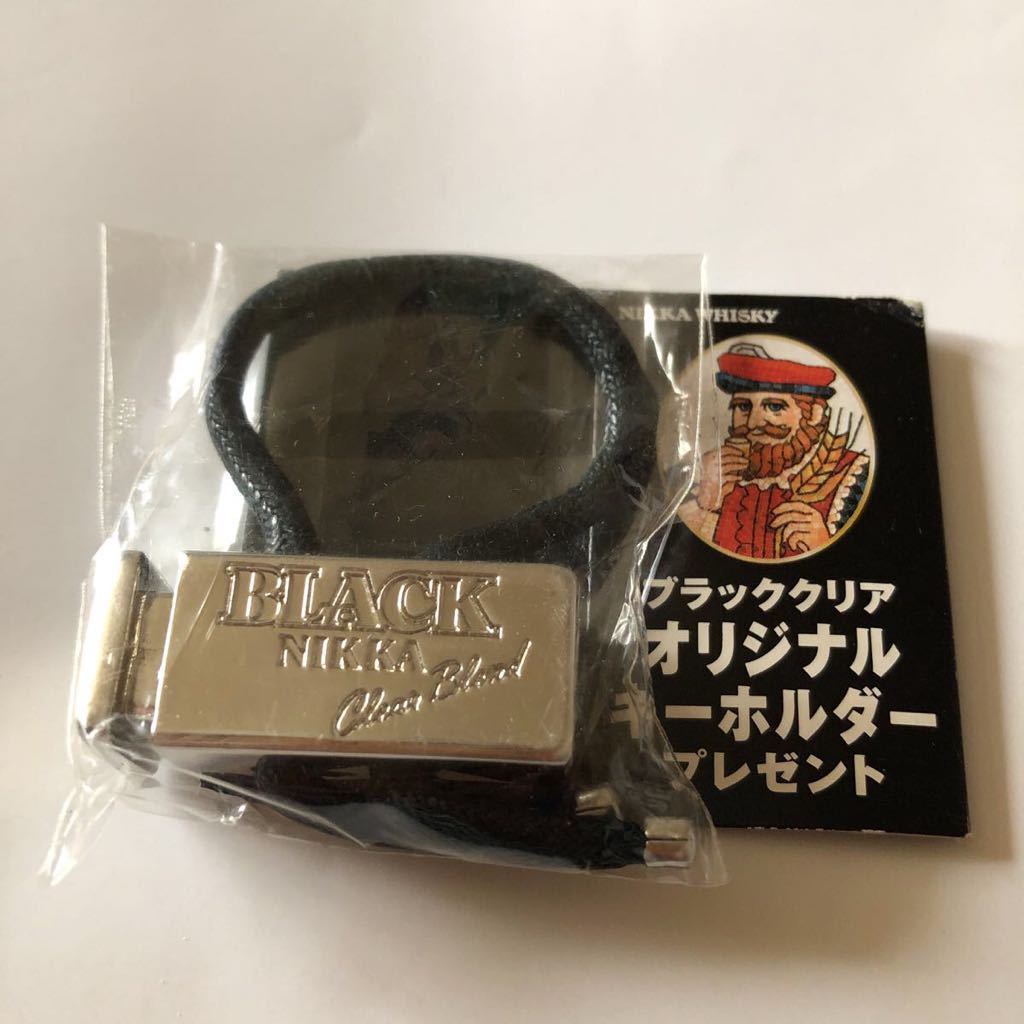 BLACK
NIKKA
Clear Blend
NIKKA WHISKY
ブラッククリア
オリジナル
キーホルダー
プレゼント